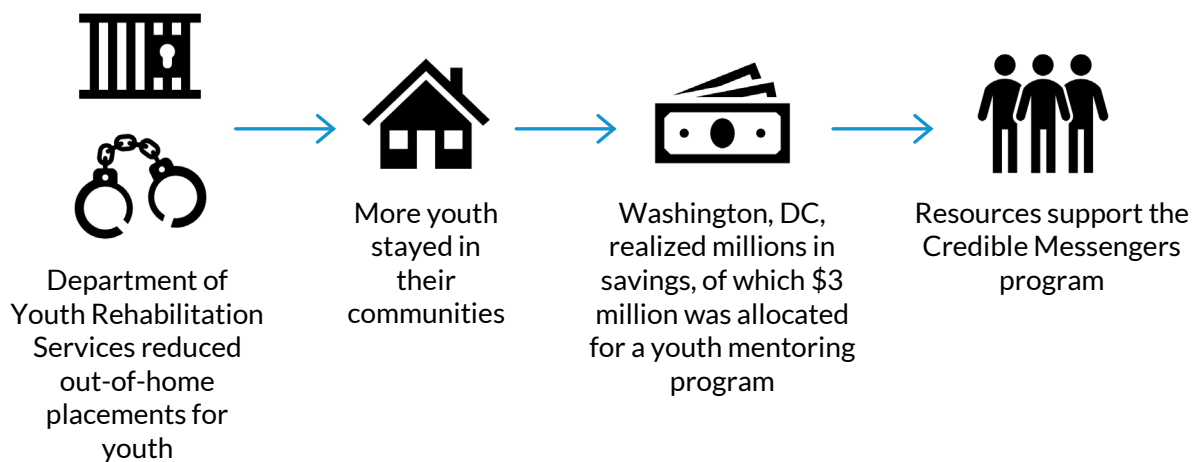 Department of
Youth Rehabilitation
Services reduced
out-of-home
placements for
youth
More youth
stayed in
their
communities
Washington, DC,
realized millions in
savings, of which $3
million was allocated
for a youth mentoring
program
Resources support the
Credible Messengers
program